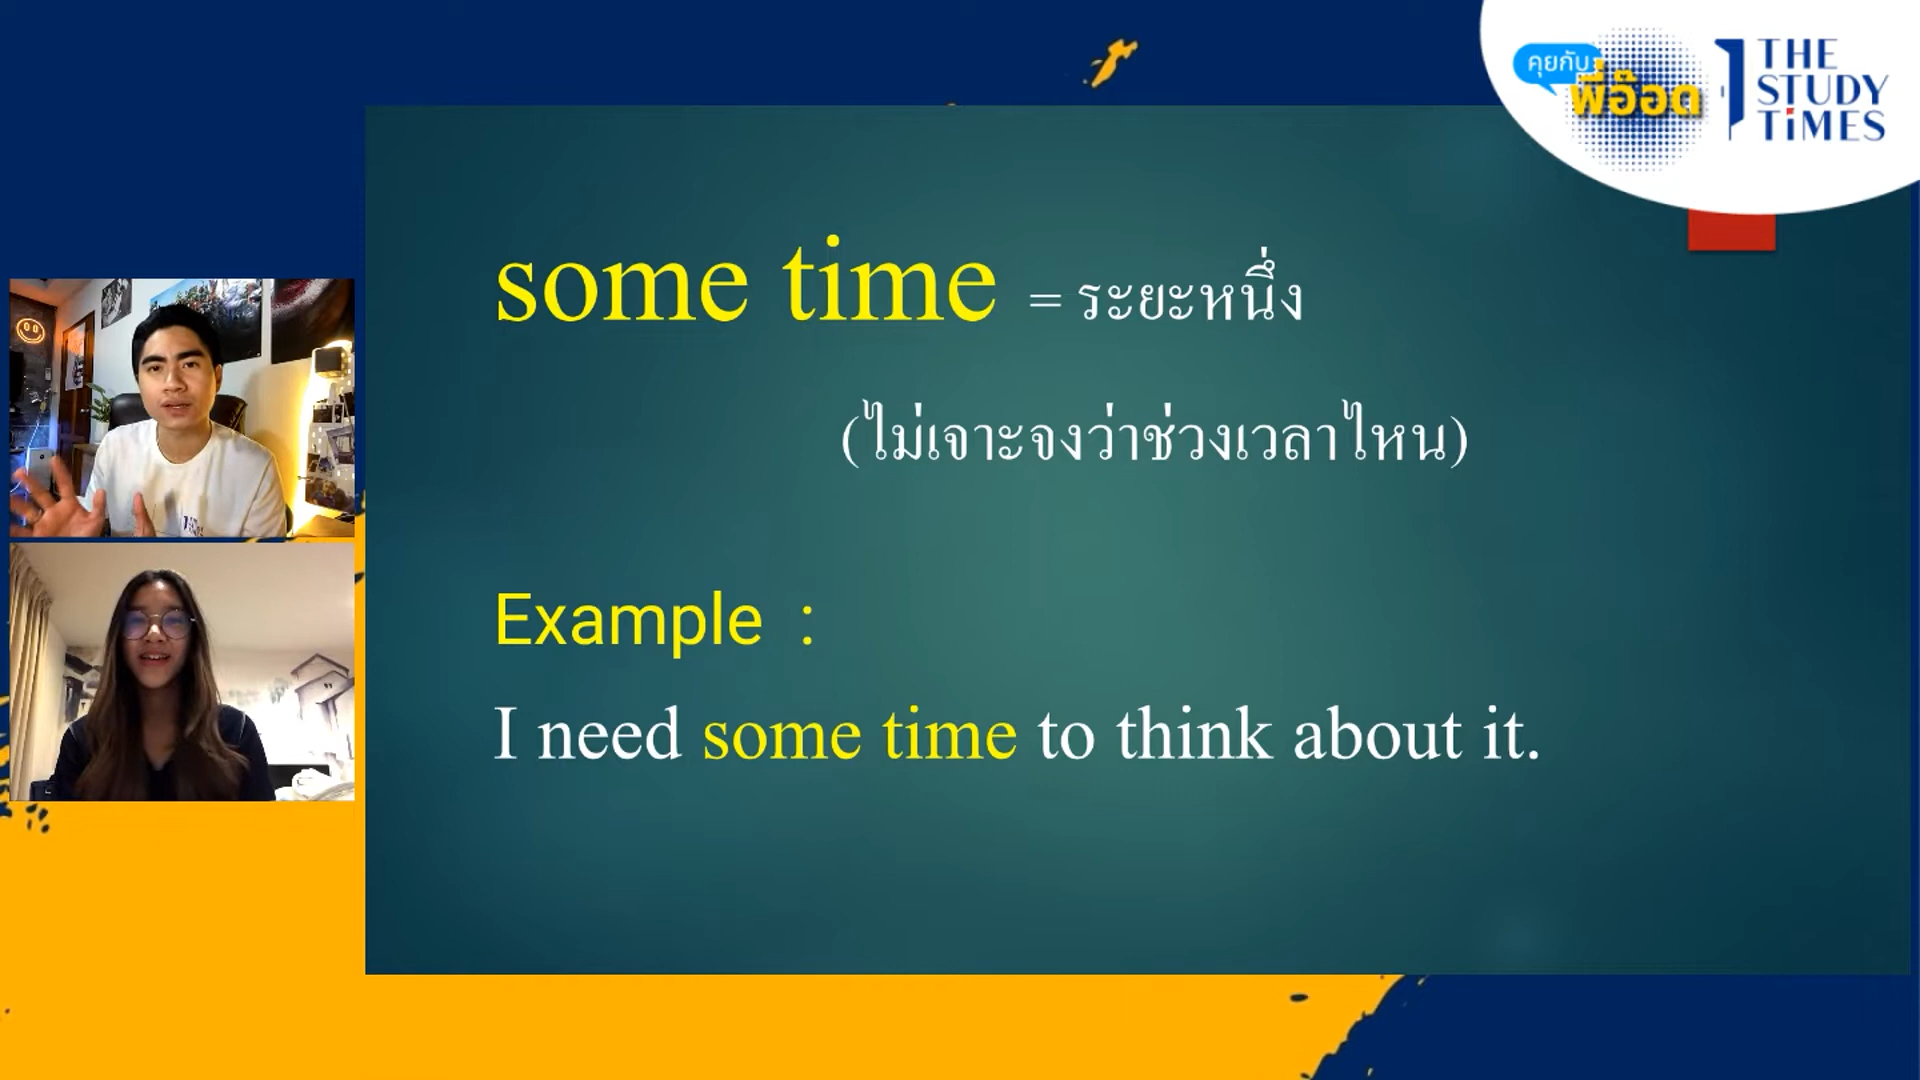 คุยกับ
พี่อ๊อด
THE
STUDY
TiMES
some time = ระยะหนึ่ง
(ไม่เจาะจงว่าช่วงเวลาไหน)
Example :
I need some time to think about it.